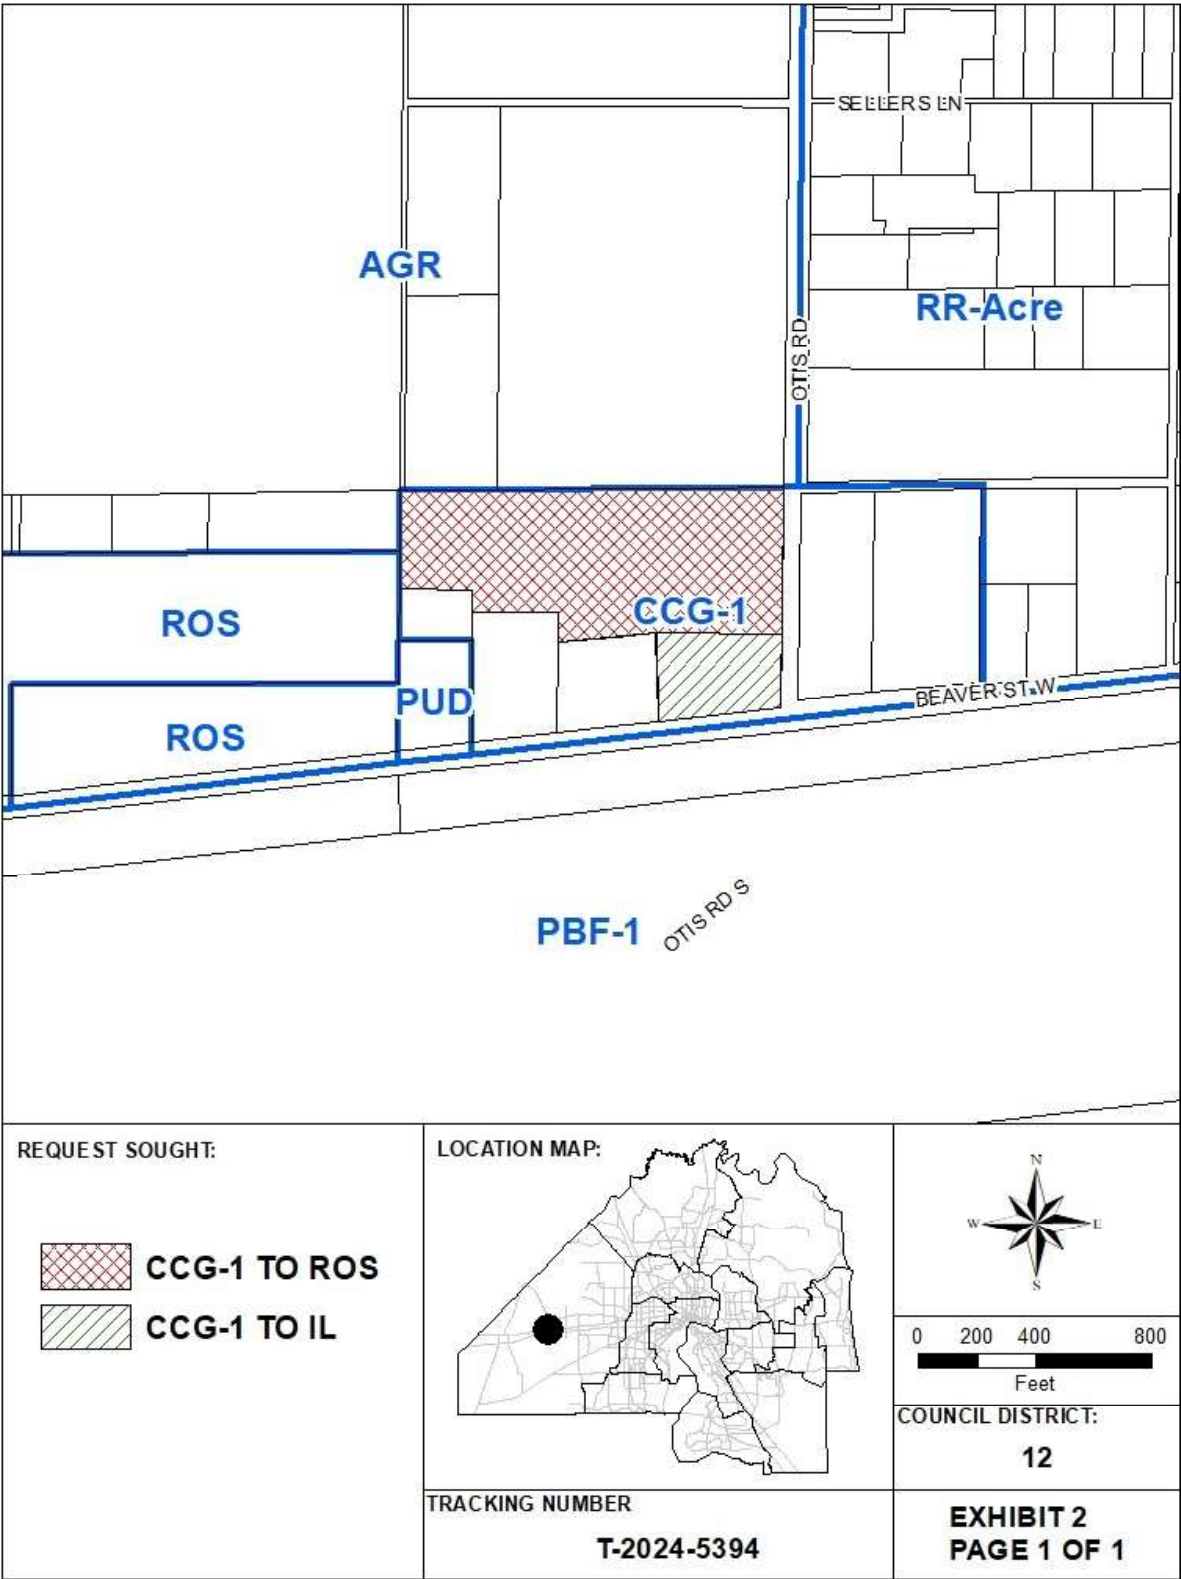 SELLERS LN
AGR
RR-Acre
OTIS RD
ROS
CCG-1
PUD
BEAVER ST W
ROS
OTIS RD S
PBF-1
REQUEST SOUGHT:
CCG-1 TO ROS
CCG-1 TO IL
LOCATION MAP:
N
W E
S
0 200 400 800
Feet
COUNCIL DISTRICT:
12
TRACKING NUMBER
T-2024-5394
EXHIBIT 2
PAGE 1 OF 1